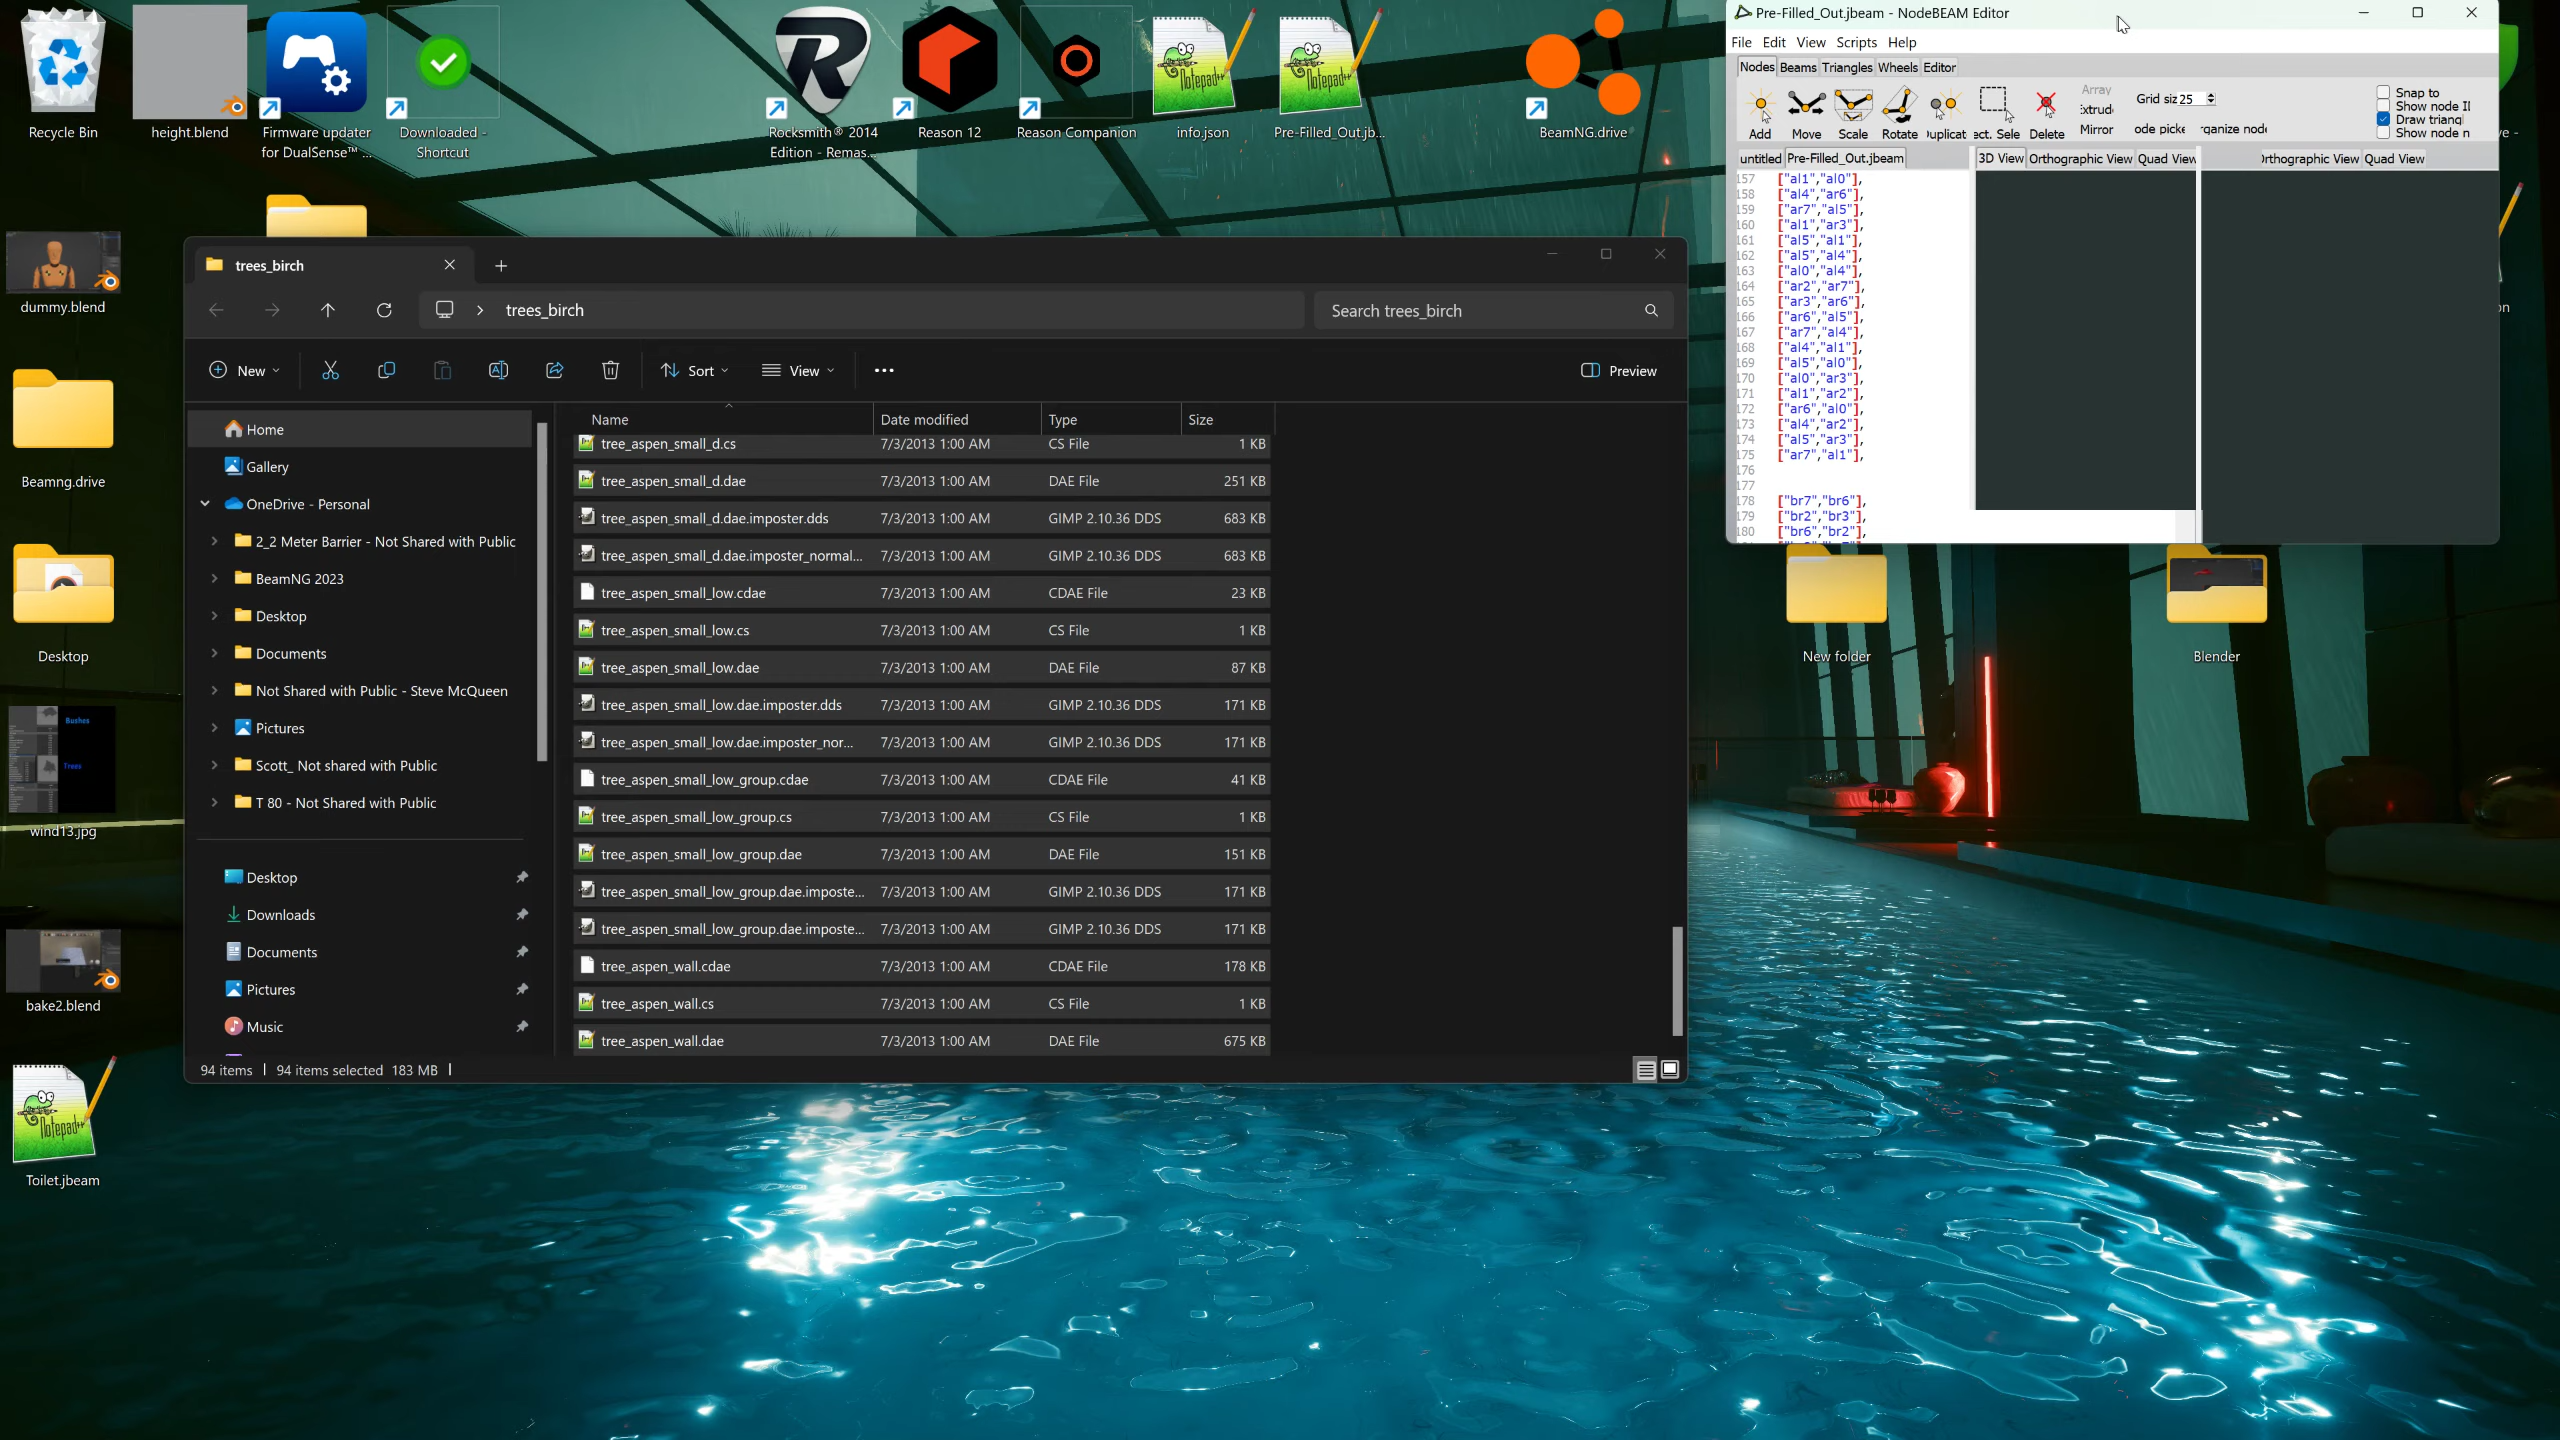 Recycle Bin
height.blend
Firmware updater
for DualSense™ ...
Downloaded -
Shortcut
Rocksmith® 2014
Edition - Remas...
Reason 12
Reason Companion
info.json
Pre-Filled_Out.jb...
BeamNG.drive
dummy.blend
Beamng.drive
Desktop
wind13.jpg
bake2.blend
Toilet.jbeam
New folder
Blender
trees_birch
trees_birch
Search trees_birch
New
Sort
View
Preview
Home
Gallery
OneDrive - Personal
2_2 Meter Barrier - Not Shared with Public
BeamNG 2023
Desktop
Documents
Not Shared with Public - Steve McQueen
Pictures
Scott_ Not shared with Public
T 80 - Not Shared with Public
Desktop
Downloads
Documents
Pictures
Music
Name Date modified Type Size
tree_aspen_small_d.cs 7/3/2013 1:00 AM CS File 1 KB
tree_aspen_small_d.dae 7/3/2013 1:00 AM DAE File 251 KB
tree_aspen_small_d.dae.imposter.dds 7/3/2013 1:00 AM GIMP 2.10.36 DDS 683 KB
tree_aspen_small_d.dae.imposter_normal... 7/3/2013 1:00 AM GIMP 2.10.36 DDS 683 KB
tree_aspen_small_low.cdae 7/3/2013 1:00 AM CDAE File 23 KB
tree_aspen_small_low.cs 7/3/2013 1:00 AM CS File 1 KB
tree_aspen_small_low.dae 7/3/2013 1:00 AM DAE File 87 KB
tree_aspen_small_low.dae.imposter.dds 7/3/2013 1:00 AM GIMP 2.10.36 DDS 171 KB
tree_aspen_small_low.dae.imposter_nor... 7/3/2013 1:00 AM GIMP 2.10.36 DDS 171 KB
tree_aspen_small_low_group.cdae 7/3/2013 1:00 AM CDAE File 41 KB
tree_aspen_small_low_group.cs 7/3/2013 1:00 AM CS File 1 KB
tree_aspen_small_low_group.dae 7/3/2013 1:00 AM DAE File 151 KB
tree_aspen_small_low_group.dae.imposte... 7/3/2013 1:00 AM GIMP 2.10.36 DDS 171 KB
tree_aspen_small_low_group.dae.imposte... 7/3/2013 1:00 AM GIMP 2.10.36 DDS 171 KB
tree_aspen_wall.cdae 7/3/2013 1:00 AM CDAE File 178 KB
tree_aspen_wall.cs 7/3/2013 1:00 AM CS File 1 KB
tree_aspen_wall.dae 7/3/2013 1:00 AM DAE File 675 KB
94 items 94 items selected 183 MB
Pre-Filled_Out.jbeam - NodeBEAM Editor
File Edit View Scripts Help
Nodes Beams Triangles Wheels Editor
Add Move Scale Rotate Duplicat ect. Sele Delete
Array
xtrud
Mirror
Grid siz 25
ode picke rganize node
Snap to
Show node II
Draw triangl
Show node n
untitled Pre-Filled_Out.jbeam
3D View Orthographic View Quad View
Orthographic View Quad View
157 ["al1","al0"],
158 ["al4","ar6"],
159 ["ar7","al5"],
160 ["al1","ar3"],
161 ["al5","al1"],
162 ["al5","al4"],
163 ["al0","al4"],
164 ["ar2","ar7"],
165 ["ar3","ar6"],
166 ["ar6","al5"],
167 ["ar7","al4"],
168 ["al4","al1"],
169 ["al5","al0"],
170 ["al0","ar3"],
171 ["al1","ar2"],
172 ["ar6","al0"],
173 ["al4","ar2"],
174 ["al5","ar3"],
175 ["ar7","al1"],
176
177
178 ["br7","br6"],
179 ["br2","br3"],
180 ["br6","br2"],